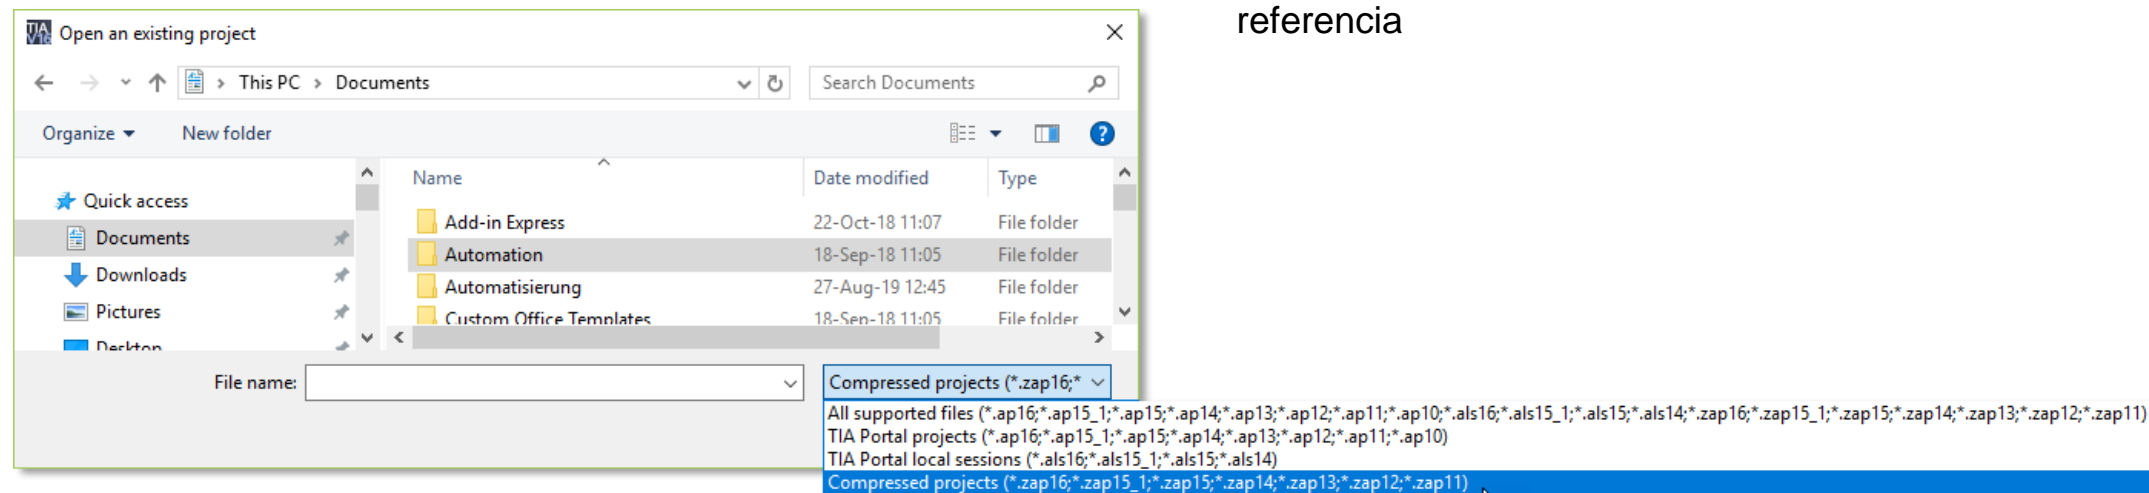 referencia
TIA
V16
Open an existing project
This PC > Documents
Search Documents
Organize
New folder
Name
Date modified
Type
Quick access
Documents
Downloads
Pictures
Desktop
Add-in Express 22-Oct-18 11:07 File folder
Automation 18-Sep-18 11:05 File folder
Automatisierung 27-Aug-19 12:45 File folder
Custom Office Templates 18-Sep-18 11:05 File folder
File name:
Compressed projects (*.zap16;*
All supported files (*.ap16;*.ap15_1;*.ap15;*.ap14;*.ap13;*.ap12;*.ap11;*.ap10;*.als16;*.als15_1;*.als15;*.als14;*.zap16;*.zap15_1;*.zap15;*.zap14;*.zap13;*.zap12;*.zap11)
TIA Portal projects (*.ap16;*.ap15_1;*.ap15;*.ap14;*.ap13;*.ap12;*.ap11;*.ap10)
TIA Portal local sessions (*.als16;*.als15_1;*.als15;*.als14)
Compressed projects (*.zap16;*.zap15_1;*.zap15;*.zap14;*.zap13;*.zap12;*.zap11)